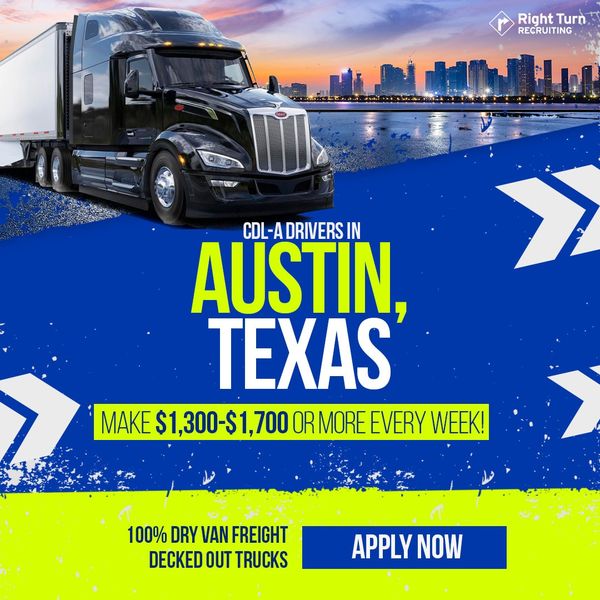 Right Turn
RECRUITING
CDL-A DRIVERS IN
AUSTIN,
TEXAS
MAKE $1,300-$1,700 OR MORE EVERY WEEK!
100% DRY VAN FREIGHT
DECKED OUT TRUCKS
APPLY NOW